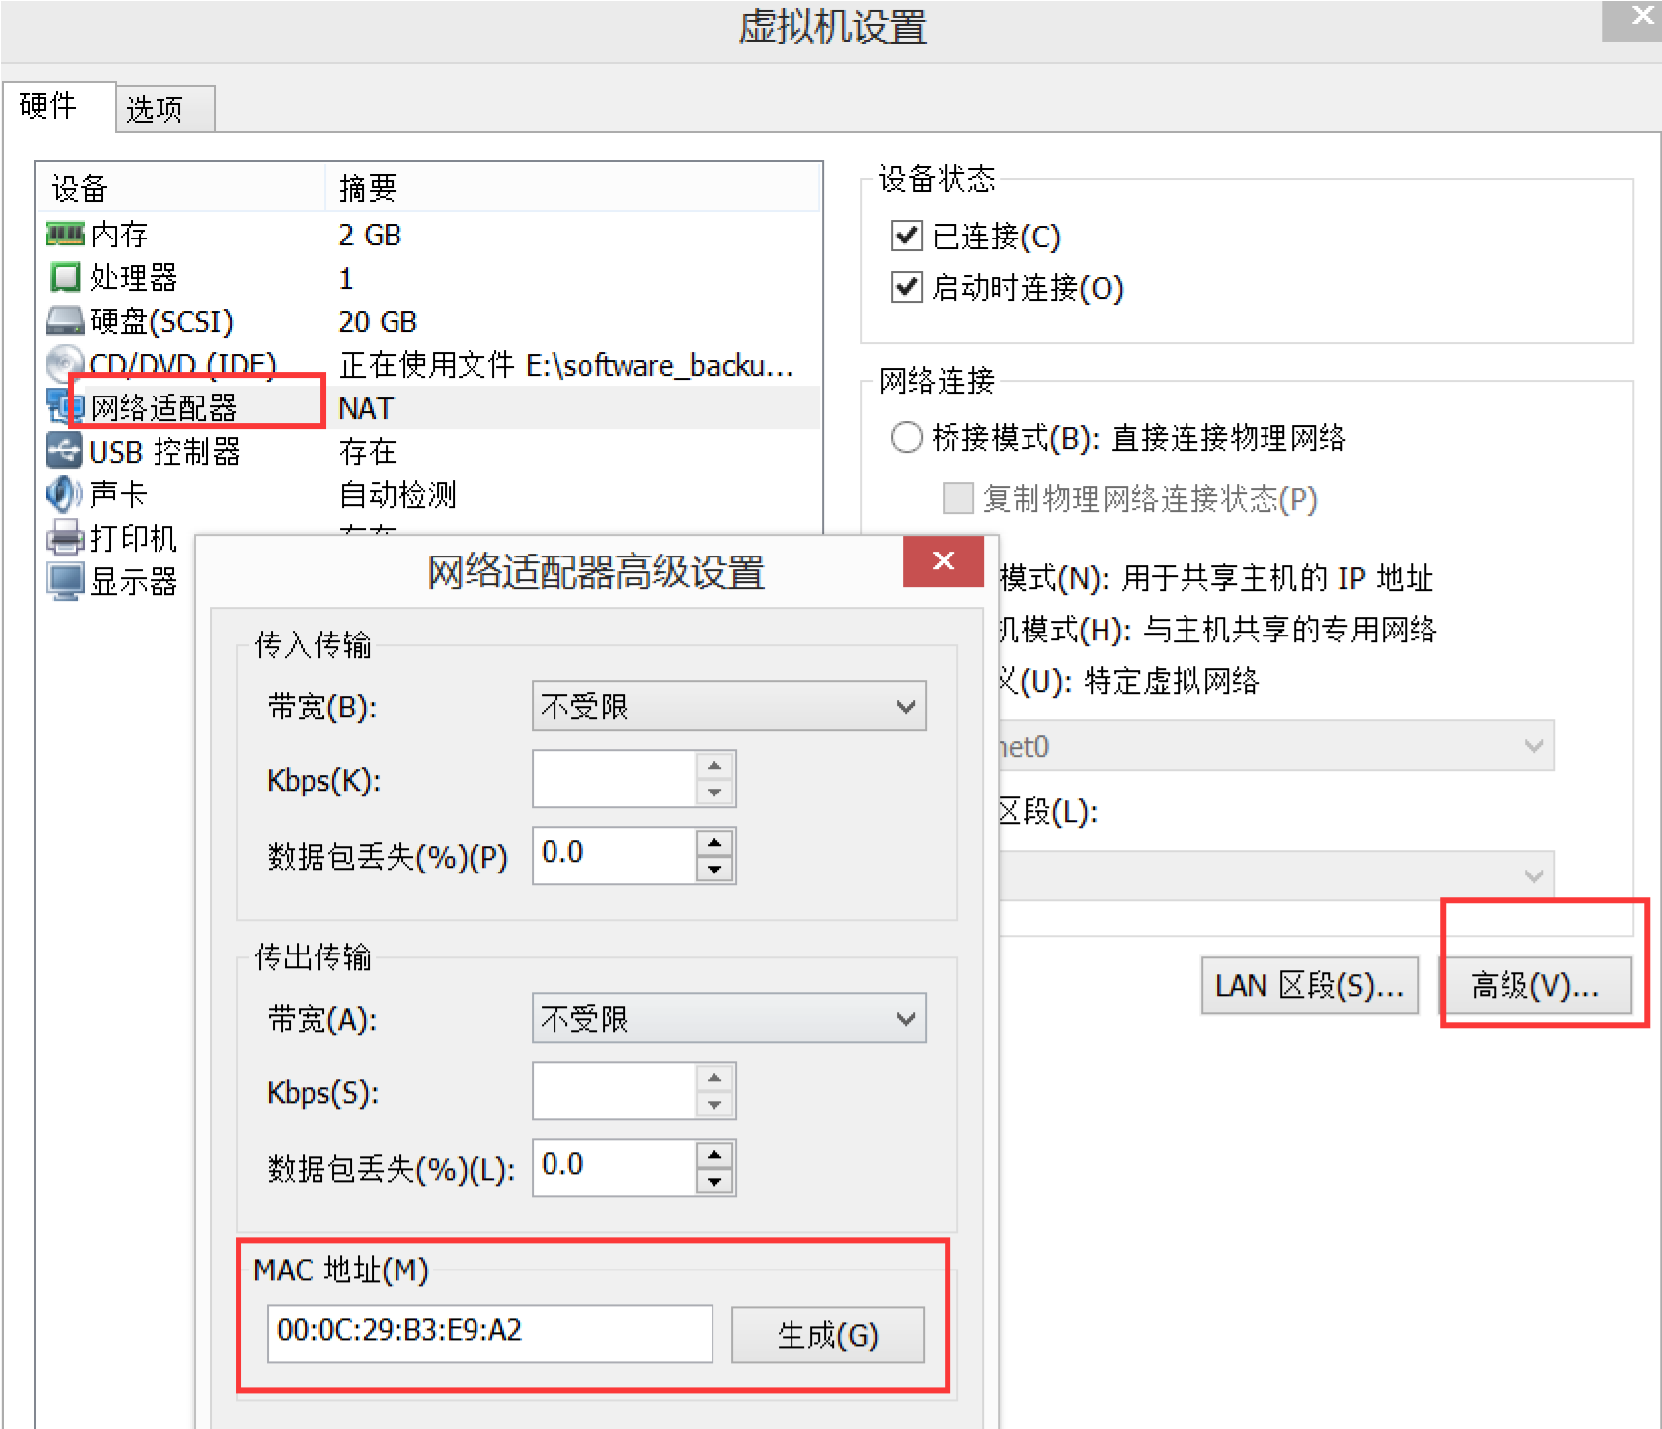 虚拟机设置
硬件
选项
设备 摘要
内存 2 GB
处理器 1
硬盘(SCSI) 20 GB
CD/DVD (IDE) 正在使用文件 E:\software_backu...
网络适配器 NAT
USB 控制器 存在
声卡 自动检测
打印机 存在
显示器
设备状态
已连接(C)
启动时连接(O)
网络连接
桥接模式(B): 直接连接物理网络
复制物理网络连接状态(P)
模式(N): 用于共享主机的 IP 地址
机模式(H): 与主机共享的专用网络
义(U): 特定虚拟网络
net0
区段(L):
LAN 区段(S)...
高级(V)...
网络适配器高级设置
传入传输
带宽(B): 不受限
Kbps(K):
数据包丢失(%)(P) 0.0
传出传输
带宽(A): 不受限
Kbps(S):
数据包丢失(%)(L): 0.0
MAC 地址(M)
00:0C:29:B3:E9:A2
生成(G)